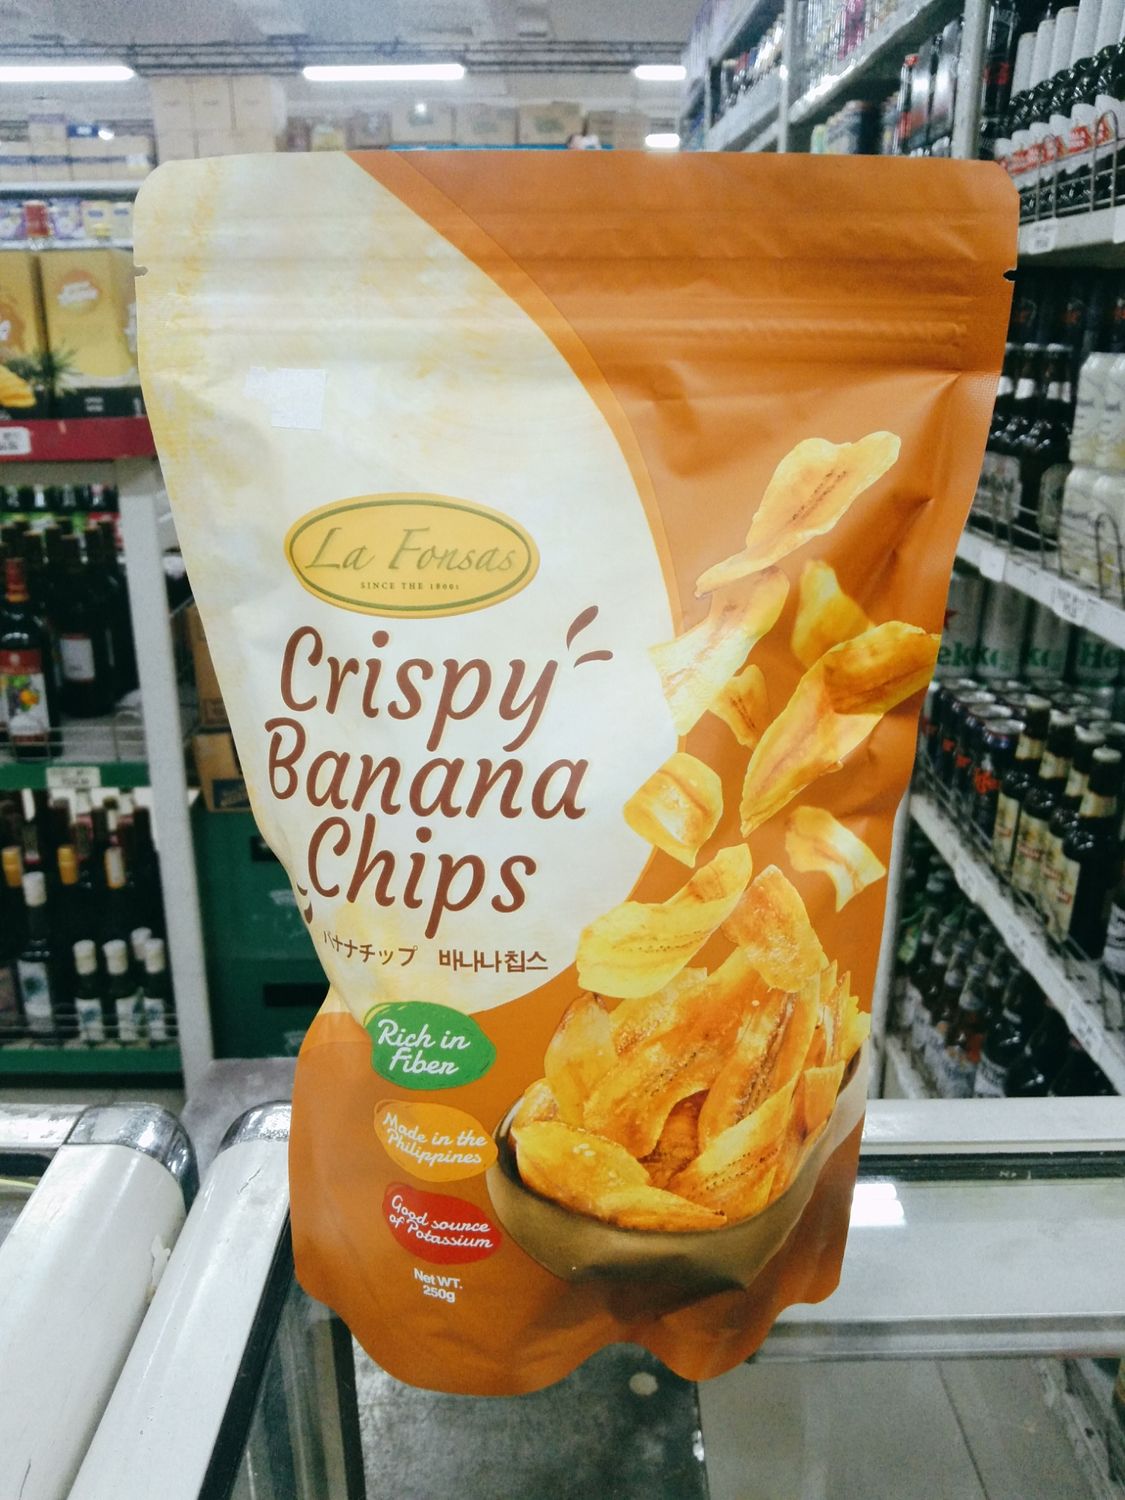 La Fonsas
SINCE THE 1800s
Crispy
Banana
Chips
バナナチップ 바나나칩스
Rich in
Fiber
Made in the
Philippines
Good source
of Potassium
Net WT.
250g